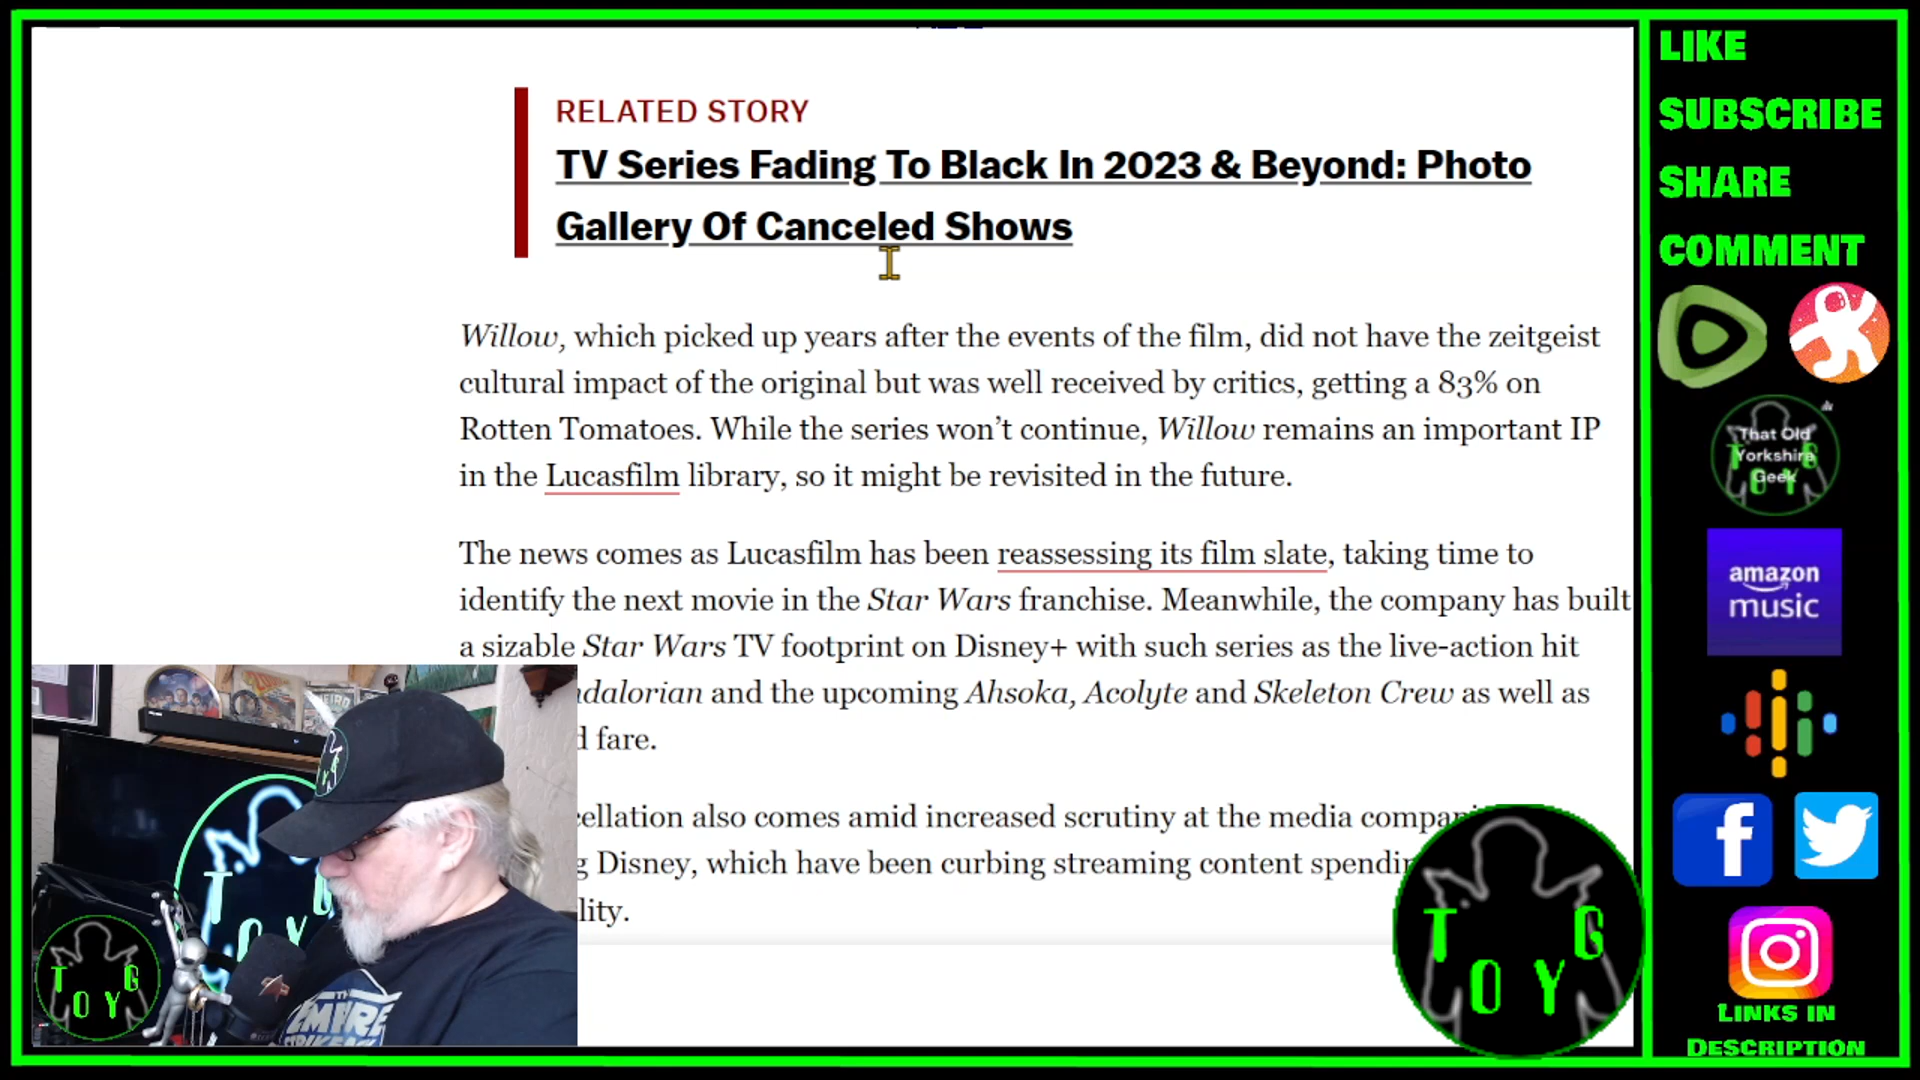 RELATED STORY
TV Series Fading To Black In 2023 & Beyond: Photo
Gallery Of Canceled Shows
Willow, which picked up years after the events of the film, did not have the zeitgeist
cultural impact of the original but was well received by critics, getting a 83% on
Rotten Tomatoes. While the series won't continue, Willow remains an important IP
in the Lucasfilm library, so it might be revisited in the future.
The news comes as Lucasfilm has been reassessing its film slate, taking time to
identify the next movie in the Star Wars franchise. Meanwhile, the company has built
a sizable Star Wars TV footprint on Disney+ with such series as the live-action hit
ndalorian and the upcoming Ahsoka, Acolyte and Skeleton Crew as well as
d fare.
cellation also comes amid increased scrutiny at the media compan
g Disney, which have been curbing streaming content spendin
lity.
LIKE
SUBSCRIBE
SHARE
COMMENT
That Old
Yorkshire
Geek
amazon
music
LINKS IN
DESCRIPTION
T O Y G
T O Y
T O Y G
THE
EMPIRE